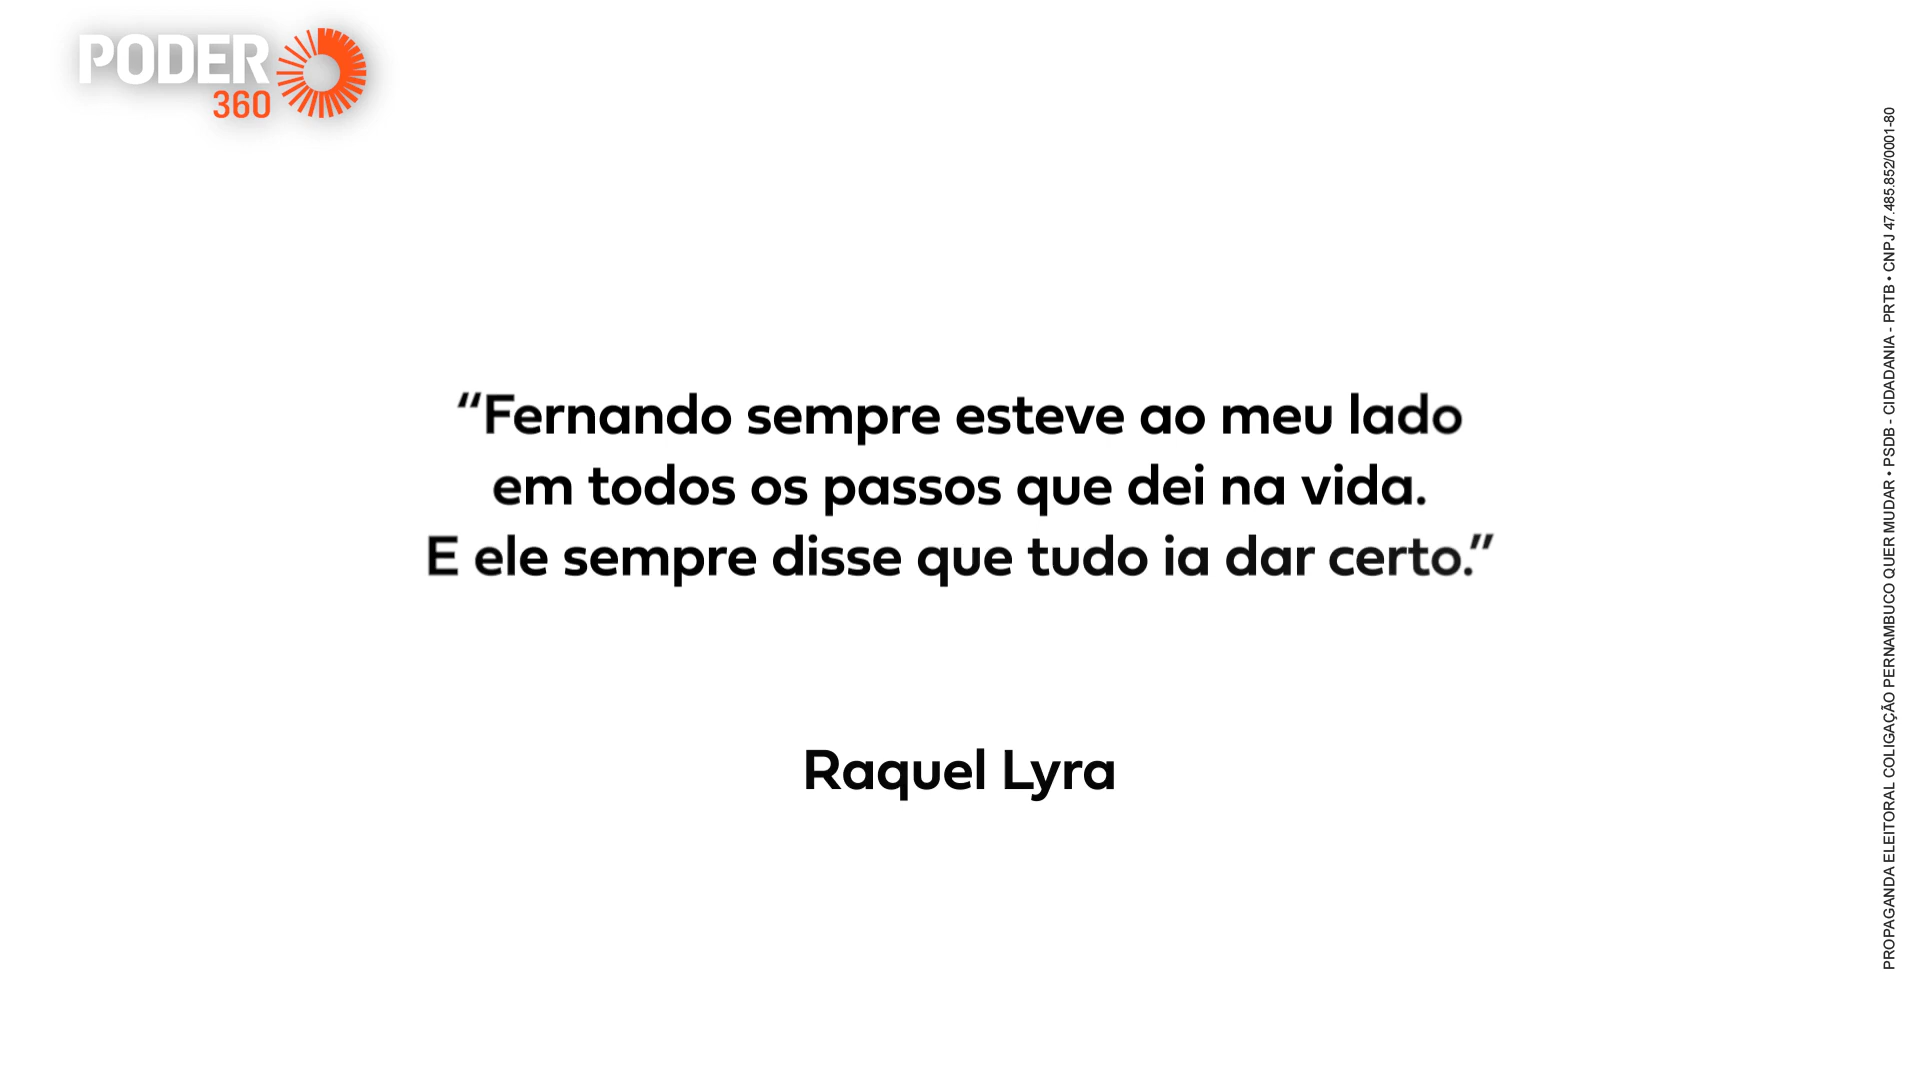 PODER
360
“Fernando sempre esteve ao meu lado
em todos os passos que dei na vida.
E ele sempre disse que tudo ia dar certo.”
Raquel Lyra
PROPAGANDA ELEITORAL COLIGAÇÃO PERNAMBUCO QUER MUDAR • PSDB - CIDADANIA - PRTB • CNPJ 47.485.852/0001-80